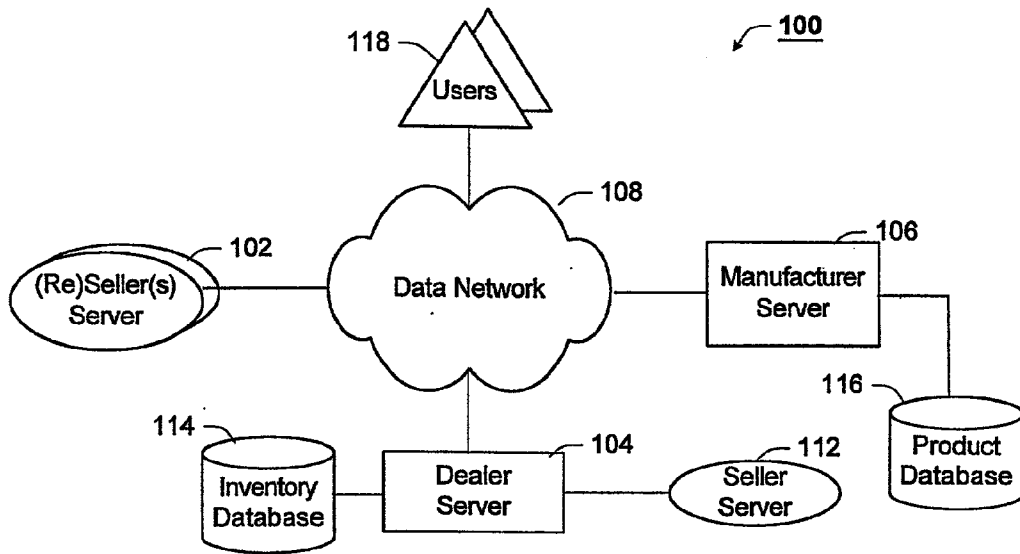 118
100
Users
108
102
106
(Re)Seller(s)
Server
Data Network
Manufacturer
Server
116
114
104
112
Product
Database
Inventory
Database
Dealer
Server
Seller
Server